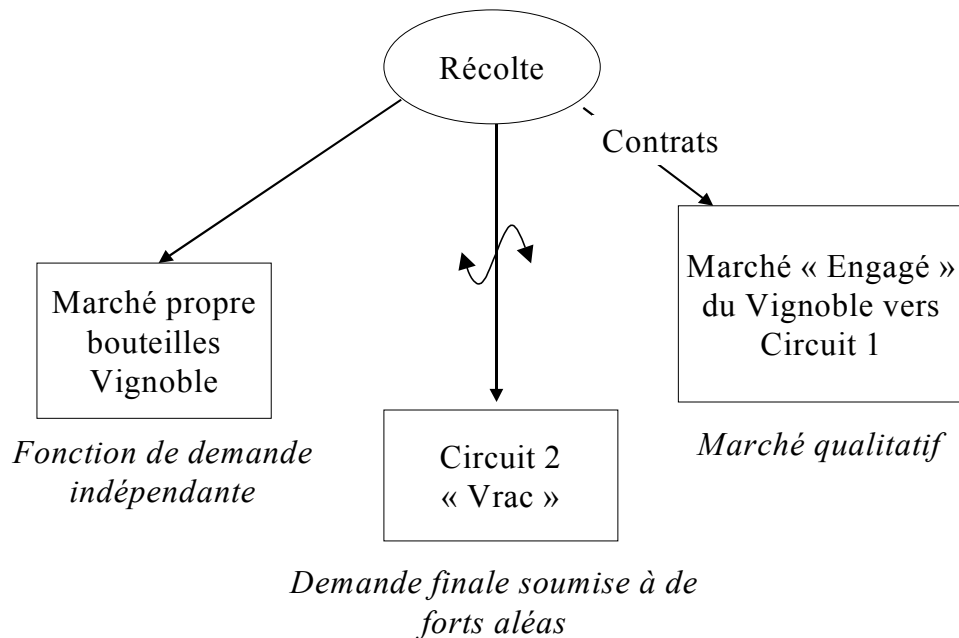 Récolte
Contrats
Marché propre
bouteilles
Vignoble
Fonction de demande
indépendante
Circuit 2
« Vrac »
Demande finale soumise à de
forts aléas
Marché « Engagé »
du Vignoble vers
Circuit 1
Marché qualitatif